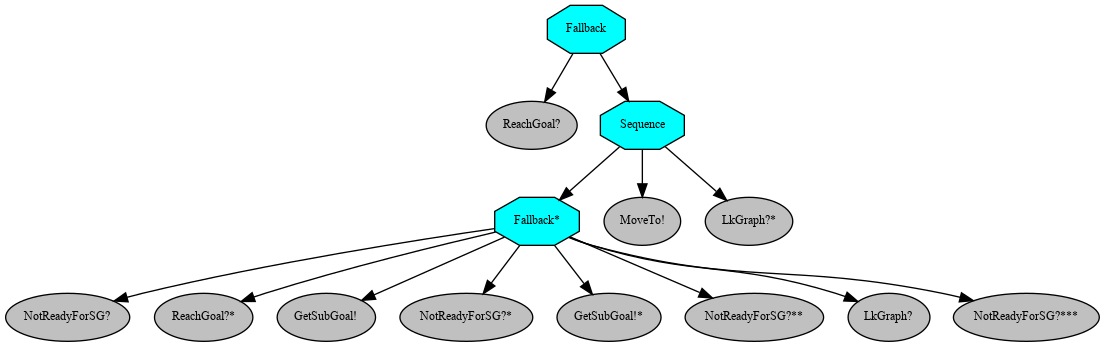 Fallback
ReachGoal?
Sequence
Fallback*
MoveTo!
LkGraph?*
NotReadyForSG?
ReachGoal?*
GetSubGoal!
NotReadyForSG?*
GetSubGoal!*
NotReadyForSG?**
LkGraph?
NotReadyForSG?***